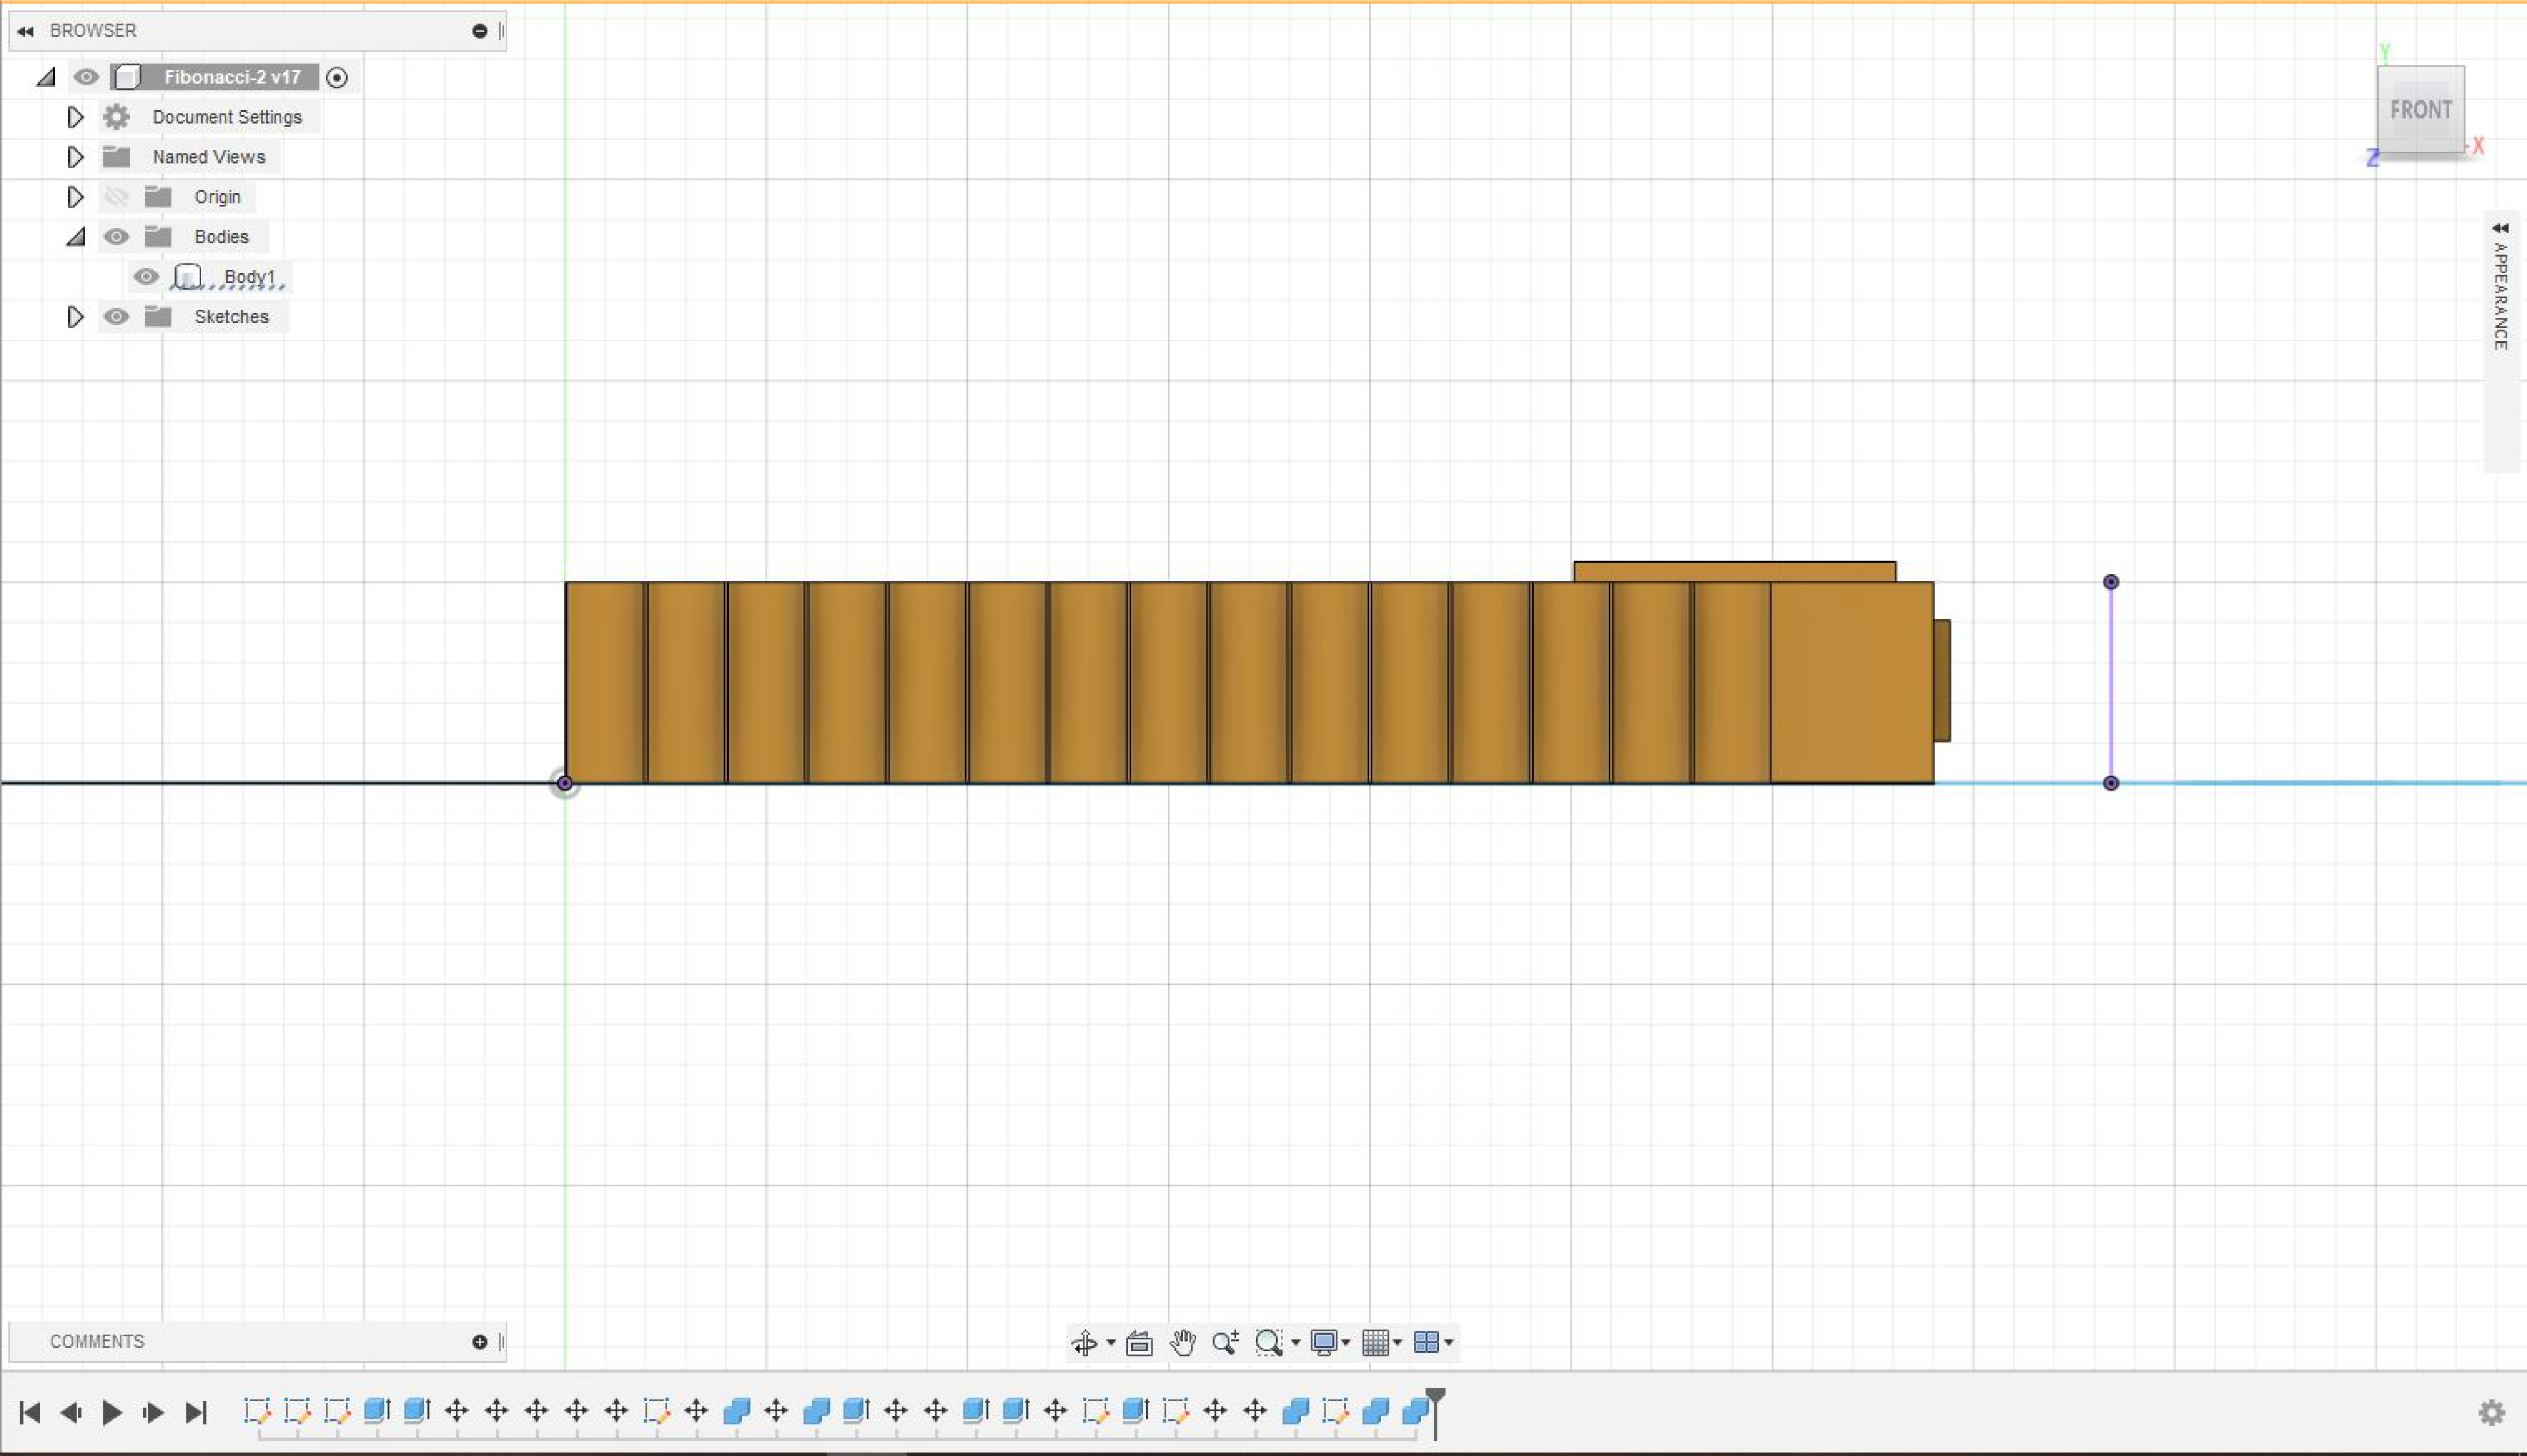 BROWSER
Fibonacci-2 v17
Document Settings
Named Views
Origin
Bodies
Body1
Sketches
Y
FRONT
X
Z
APPEARANCE
COMMENTS